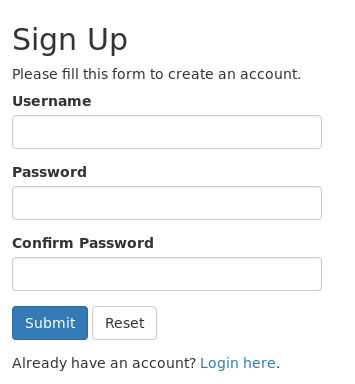 Sign Up
Please fill this form to create an account.
Username
Password
Confirm Password
Submit Reset
Already have an account? Login here.